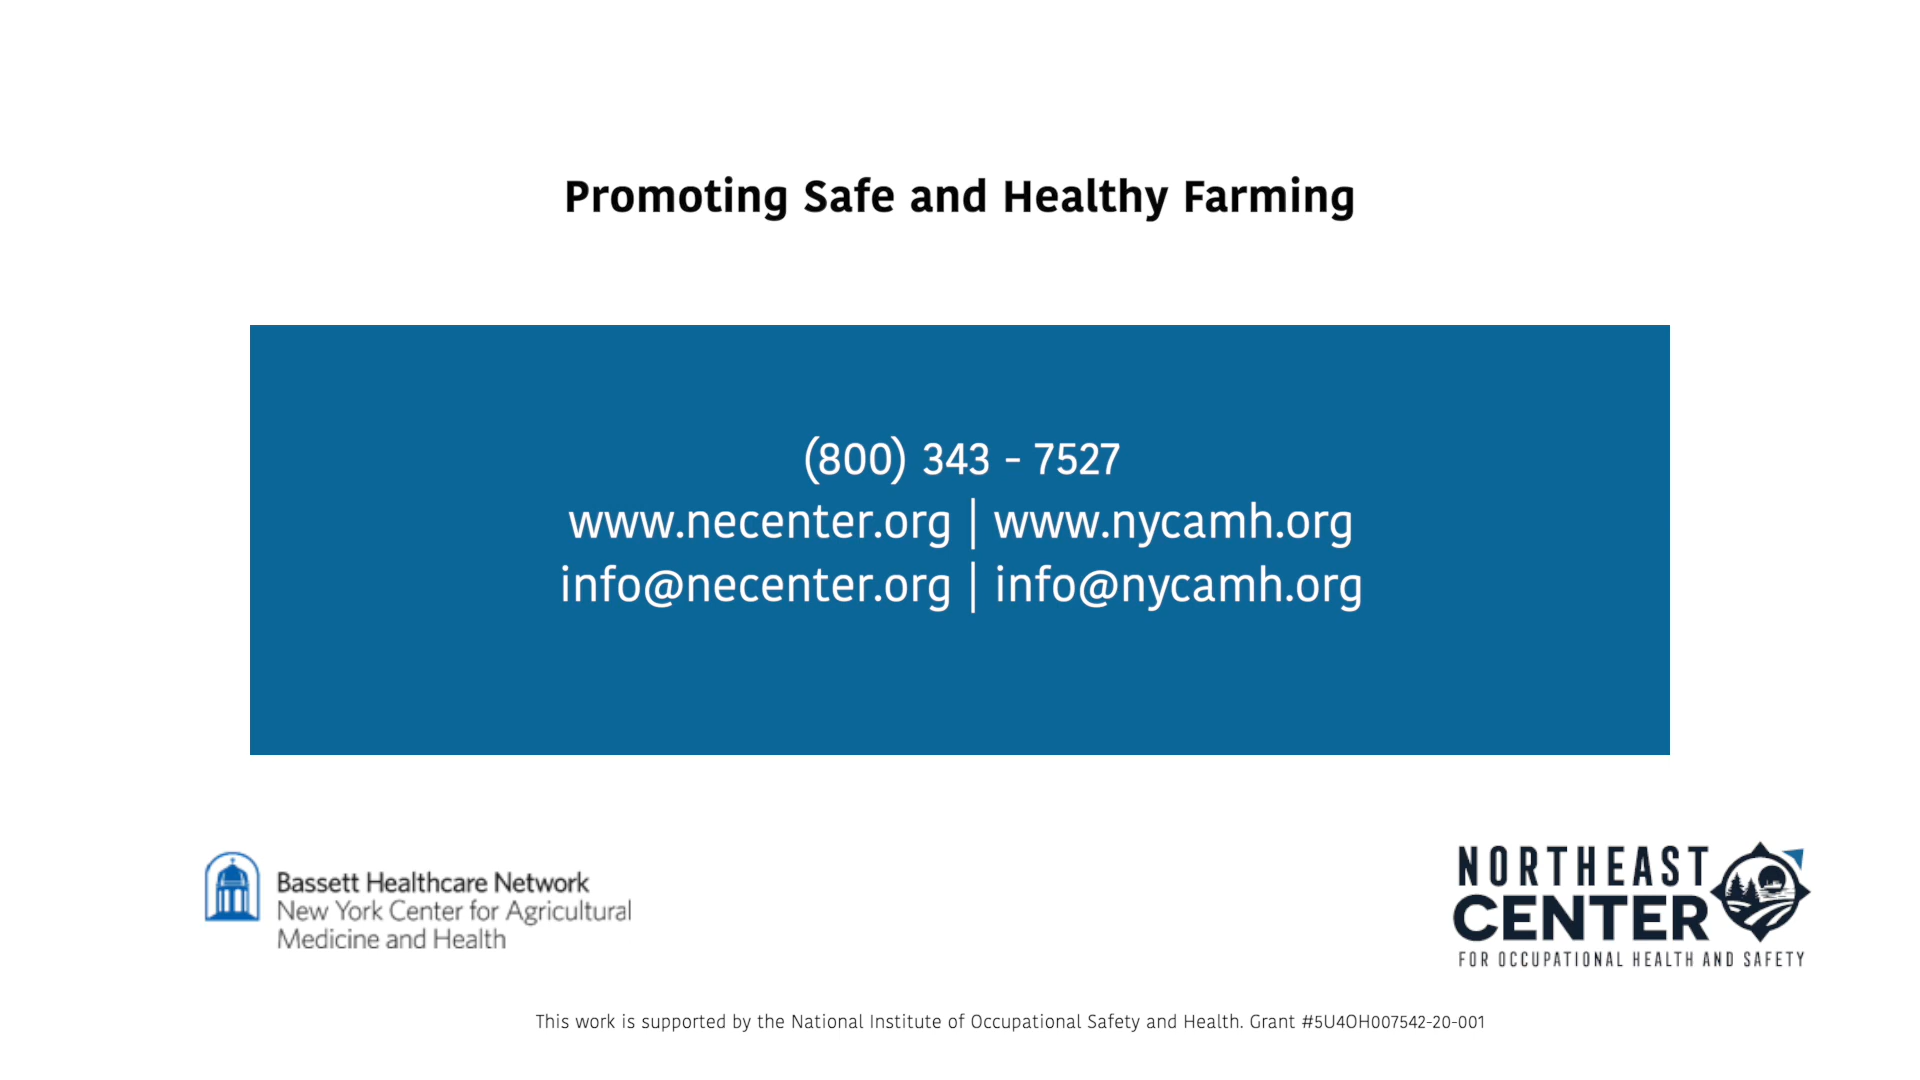 Promoting Safe and Healthy Farming
(800) 343 - 7527
www.necenter.org | www.nycamh.org
info@necenter.org | info@nycamh.org
Bassett Healthcare Network
New York Center for Agricultural
Medicine and Health
NORTHEAST
CENTER
FOR OCCUPATIONAL HEALTH AND SAFETY
This work is supported by the National Institute of Occupational Safety and Health. Grant #5U4OH007542-20-001